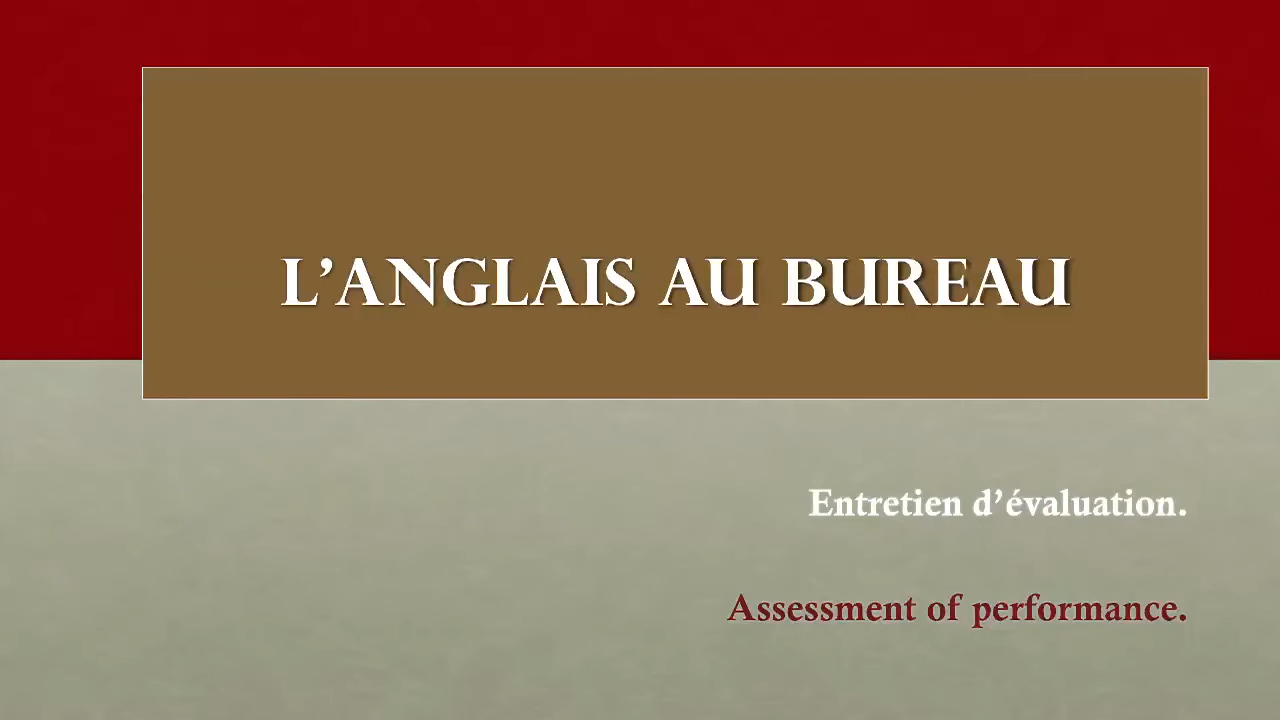 L’ANGLAIS AU BUREAU
Entretien d’évaluation.
Assessment of performance.